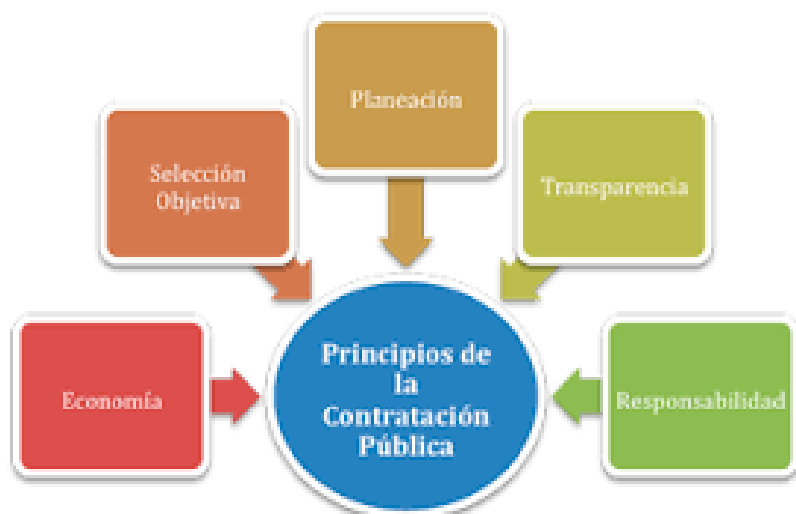 Planeación
Selección
Objetiva
Transparencia
Economía
Principios de
la
Contratación
Pública
Responsabilidad